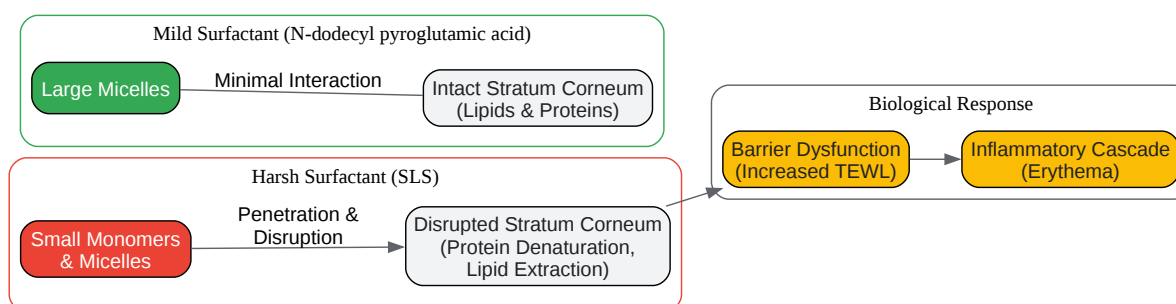 Mild Surfactant (N-dodecyl pyroglutamic acid)
Large Micelles
Minimal Interaction
Intact Stratum Corneum
(Lipids & Proteins)
Harsh Surfactant (SLS)
Small Monomers
& Micelles
Penetration &
Disruption
Disrupted Stratum Corneum
(Protein Denaturation,
Lipid Extraction)
Biological Response
Barrier Dysfunction
(Increased TEWL)
Inflammatory Cascade
(Erythema)